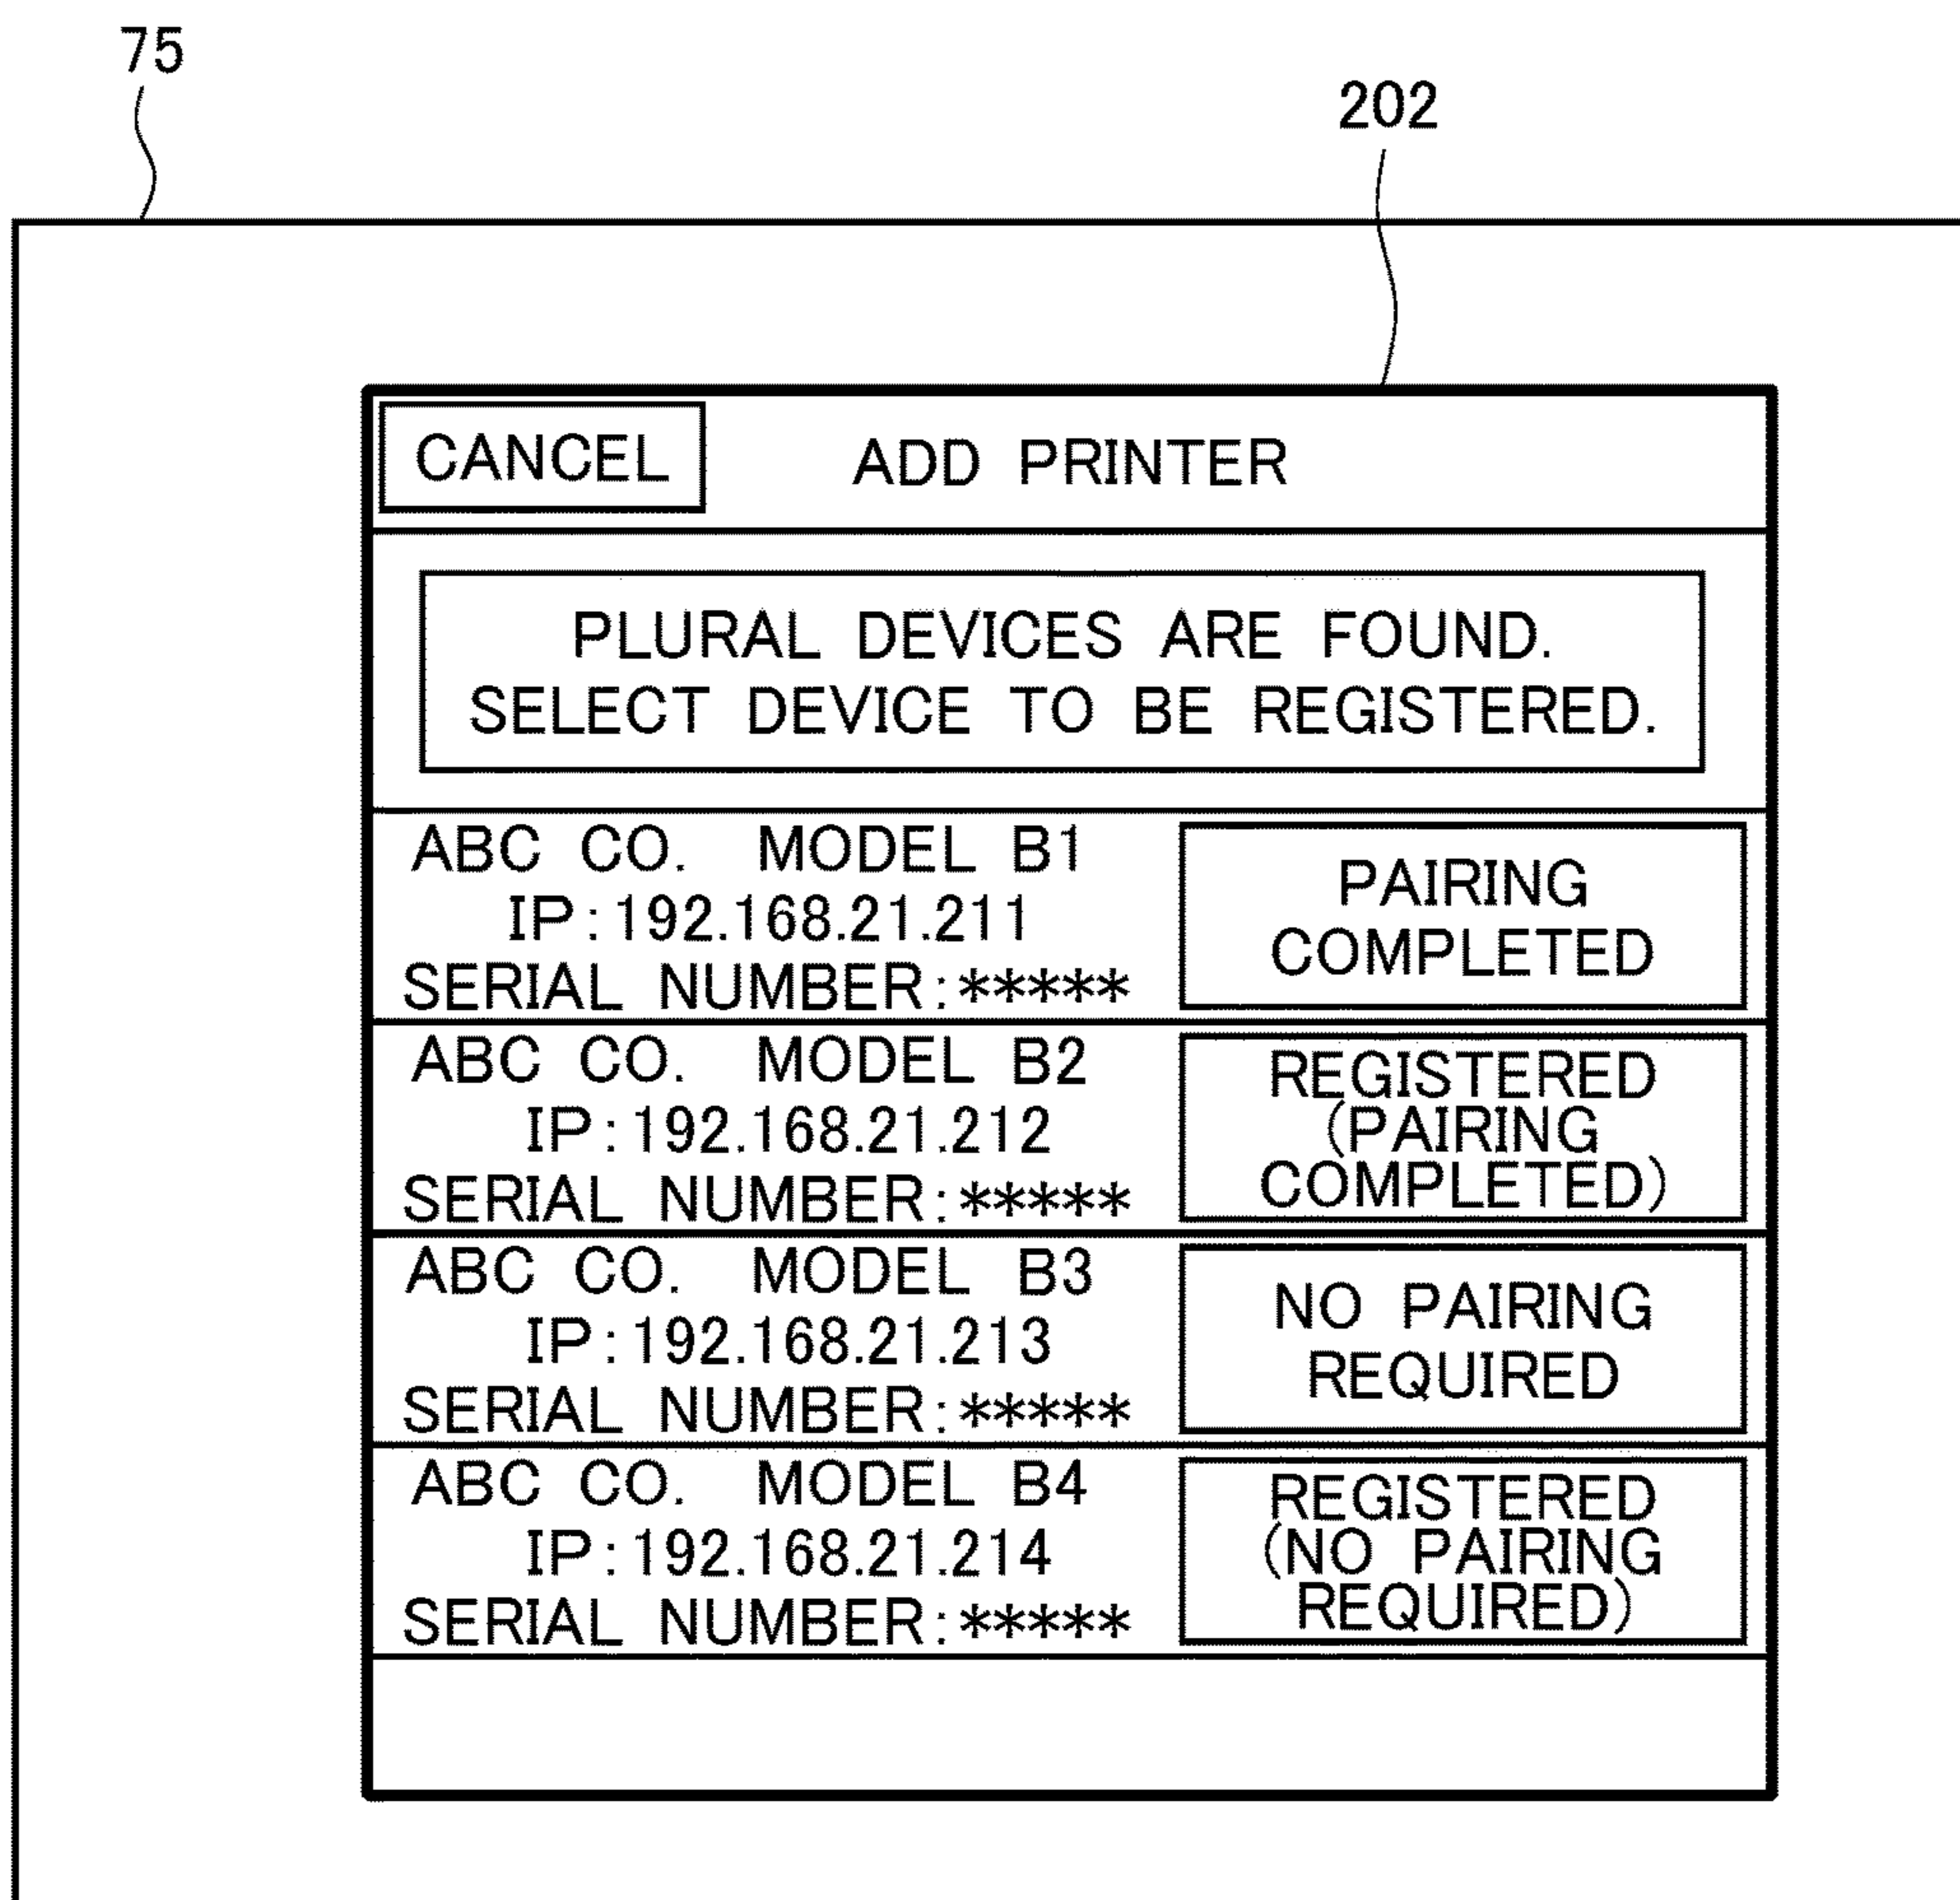 75
202
CANCEL ADD PRINTER
PLURAL DEVICES ARE FOUND.
SELECT DEVICE TO BE REGISTERED.
ABC CO. MODEL B1
IP:192.168.21.211
SERIAL NUMBER:*****
PAIRING
COMPLETED
ABC CO. MODEL B2
IP:192.168.21.212
SERIAL NUMBER:*****
REGISTERED
(PAIRING
COMPLETED)
ABC CO. MODEL B3
IP:192.168.21.213
SERIAL NUMBER:*****
NO PAIRING
REQUIRED
ABC CO. MODEL B4
IP:192.168.21.214
SERIAL NUMBER:*****
REGISTERED
(NO PAIRING
REQUIRED)